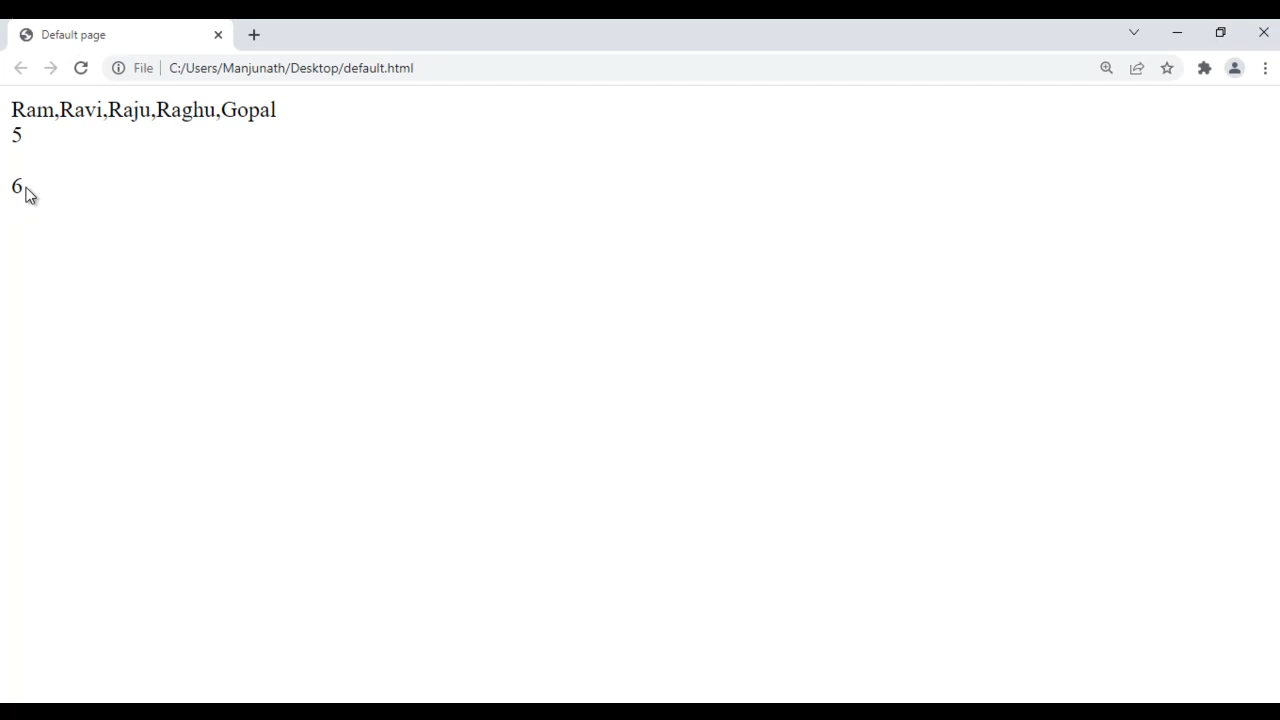 Default page
File
C:/Users/Manjunath/Desktop/default.html
Ram,Ravi,Raju,Raghu,Gopal
5
6